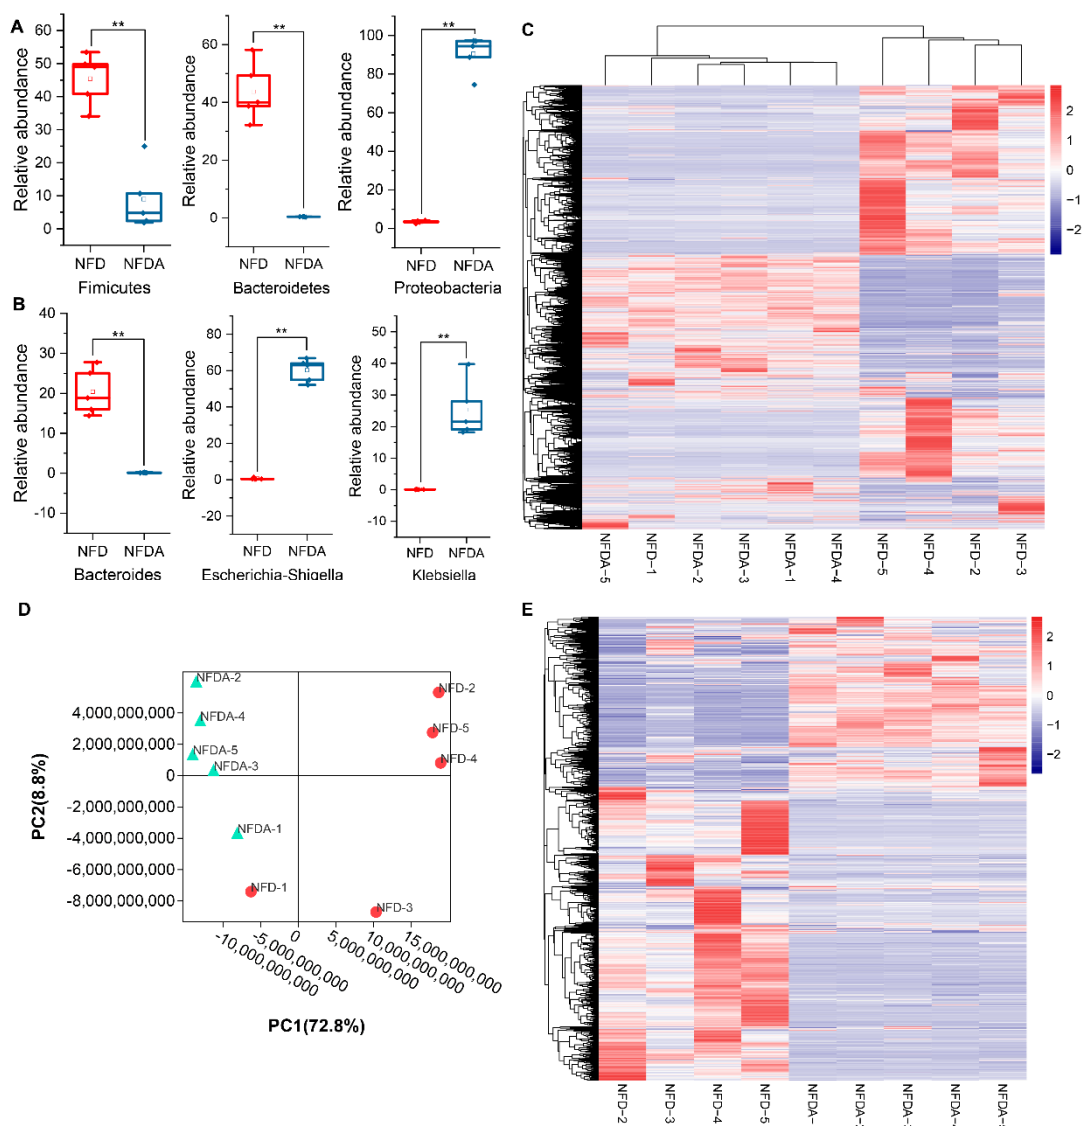 A
Relative abundance
60
55
50
45
40
35
30
25
20
15
10
5
0
**
NFD NFDA
Fimicutes
Relative abundance
60
40
20
0
**
NFD NFDA
Bacteroidetes
Relative abundance
100
80
60
40
20
0
**
NFD NFDA
Proteobacteria
B
Relative abundance
40
30
20
10
0
-10
**
NFD NFDA
Bacteroides
Relative abundance
80
60
40
20
0
-20
**
NFD NFDA
Escherichia-Shigella
Relative abundance
50
40
30
20
10
0
-10
**
NFD NFDA
Klebsiella
C
2
1
0
−1
−2
NFDA−5
NFD−1
NFDA−2
NFDA−3
NFDA−1
NFDA−4
NFD−5
NFD−4
NFD−2
NFD−3
D
PC2(8.8%)
4,000,000,000
2,000,000,000
0
-2,000,000,000
-4,000,000,000
-6,000,000,000
-8,000,000,000
NFDA-2
NFDA-4
NFDA-5
NFDA-3
NFDA-1
NFD-1
NFD-2
NFD-5
NFD-4
NFD-3
-10,000,000,000
-5,000,000,000
0
5,000,000,000
10,000,000,000
15,000,000,000
PC1(72.8%)
E
2
1
0
−1
−2
NFD−2
NFD−3
NFD−4
NFD−5
NFDA−